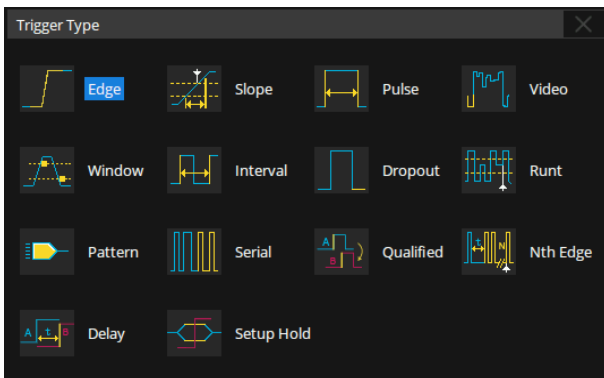 Trigger Type
Edge Slope Pulse Video
Window Interval Dropout Runt
Pattern Serial A B Qualified t N Nth Edge
A t B Delay Setup Hold